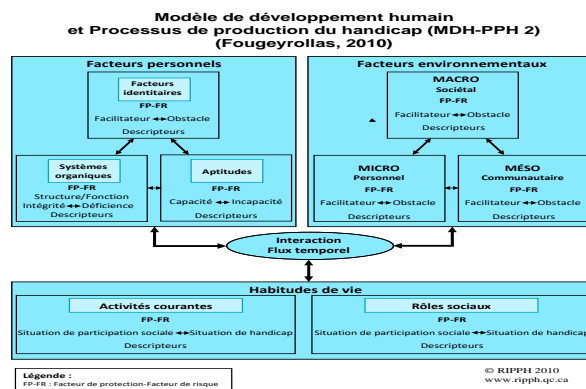 Modèle de développement humain
et Processus de production du handicap (MDH-PPH 2)
(Fougeyrollas, 2010)
Facteurs personnels
Facteurs identitaires
FP-FR
Facilitateur Obstacle
Descripteurs
Systèmes organiques
FP-FR
Structure/Fonction
Intégrité Déficience
Descripteurs
Aptitudes
FP-FR
Capacité Incapacité
Descripteurs
Facteurs environnementaux
MACRO
Sociétal
FP-FR
Facilitateur Obstacle
Descripteurs
MICRO
Personnel
FP-FR
Facilitateur Obstacle
Descripteurs
MÉSO
Communautaire
FP-FR
Facilitateur Obstacle
Descripteurs
Interaction
Flux temporel
Habitudes de vie
Activités courantes
FP-FR
Situation de participation sociale Situation de handicap
Descripteurs
Rôles sociaux
FP-FR
Situation de participation sociale Situation de handicap
Descripteurs
Légende :
FP-FR : Facteur de protection-Facteur de risque
© RIPPH 2010
www.ripph.qc.ca